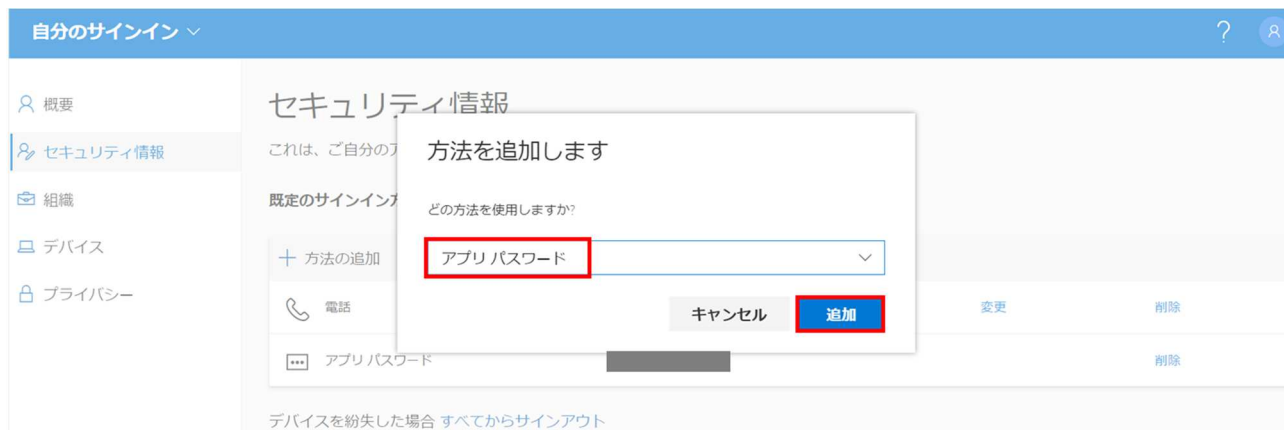 自分のサインイン
概要
セキュリティ情報
組織
デバイス
プライバシー
セキュリティ情報
これは、ご自分の
既定のサインイン
方法の追加
電話
変更
削除
アプリ パスワード
削除
デバイスを紛失した場合 すべてからサインアウト
方法を追加します
どの方法を使用しますか?
アプリ パスワード
キャンセル
追加